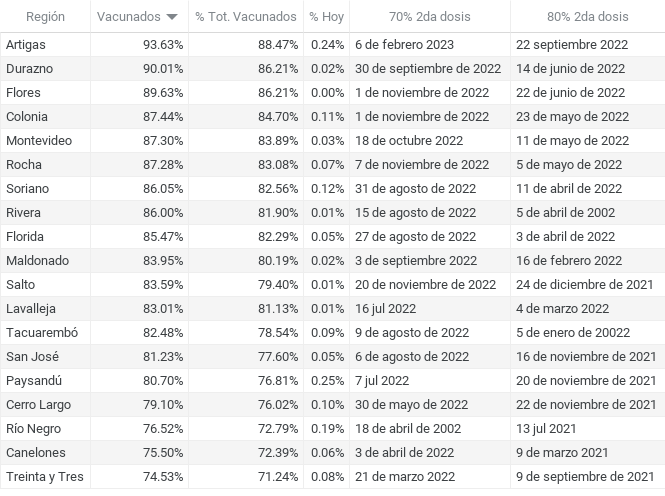 Región Vacunados % Tot. Vacunados % Hoy 70% 2da dosis 80% 2da dosis
Artigas 93.63% 88.47% 0.24% 6 de febrero 2023 22 septiembre 2022
Durazno 90.01% 86.21% 0.02% 30 de septiembre de 2022 14 de junio de 2022
Flores 89.63% 86.21% 0.00% 1 de noviembre de 2022 22 de junio de 2022
Colonia 87.44% 84.70% 0.11% 1 de noviembre de 2022 23 de mayo de 2022
Montevideo 87.30% 83.89% 0.03% 18 de octubre 2022 11 de mayo de 2022
Rocha 87.28% 83.08% 0.07% 7 de noviembre de 2022 5 de mayo de 2022
Soriano 86.05% 82.56% 0.12% 31 de agosto de 2022 11 de abril de 2022
Rivera 86.00% 81.90% 0.01% 15 de agosto de 2022 5 de abril de 2002
Florida 85.47% 82.29% 0.05% 27 de agosto de 2022 3 de abril de 2022
Maldonado 83.95% 80.19% 0.02% 3 de septiembre 2022 16 de febrero 2022
Salto 83.59% 79.40% 0.01% 20 de noviembre de 2022 24 de diciembre de 2021
Lavalleja 83.01% 81.13% 0.01% 16 jul 2022 4 de marzo 2022
Tacuarembó 82.48% 78.54% 0.09% 9 de agosto de 2022 5 de enero de 20022
San José 81.23% 77.60% 0.05% 6 de agosto de 2022 16 de noviembre de 2021
Paysandú 80.70% 76.81% 0.25% 7 jul 2022 20 de noviembre de 2021
Cerro Largo 79.10% 76.02% 0.10% 30 de mayo de 2022 22 de noviembre de 2021
Río Negro 76.52% 72.79% 0.19% 18 de abril de 2002 13 jul 2021
Canelones 75.50% 72.39% 0.06% 3 de abril de 2022 9 de marzo 2021
Treinta y Tres 74.53% 71.24% 0.08% 21 de marzo 2022 9 de septiembre de 2021